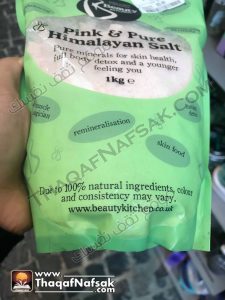 Beauty
Kitchen
Pink & Pure
Himalayan Salt
Pure minerals for skin health,
full body detox and a younger
feeling you
1kg e
remineralisation
skin food
Due to 100% natural ingredients, colour
and consistency may vary.
www.beautykitchen.co.uk
THAQAFNAFSAK.COM
www.
ThaqafNafsak
.com